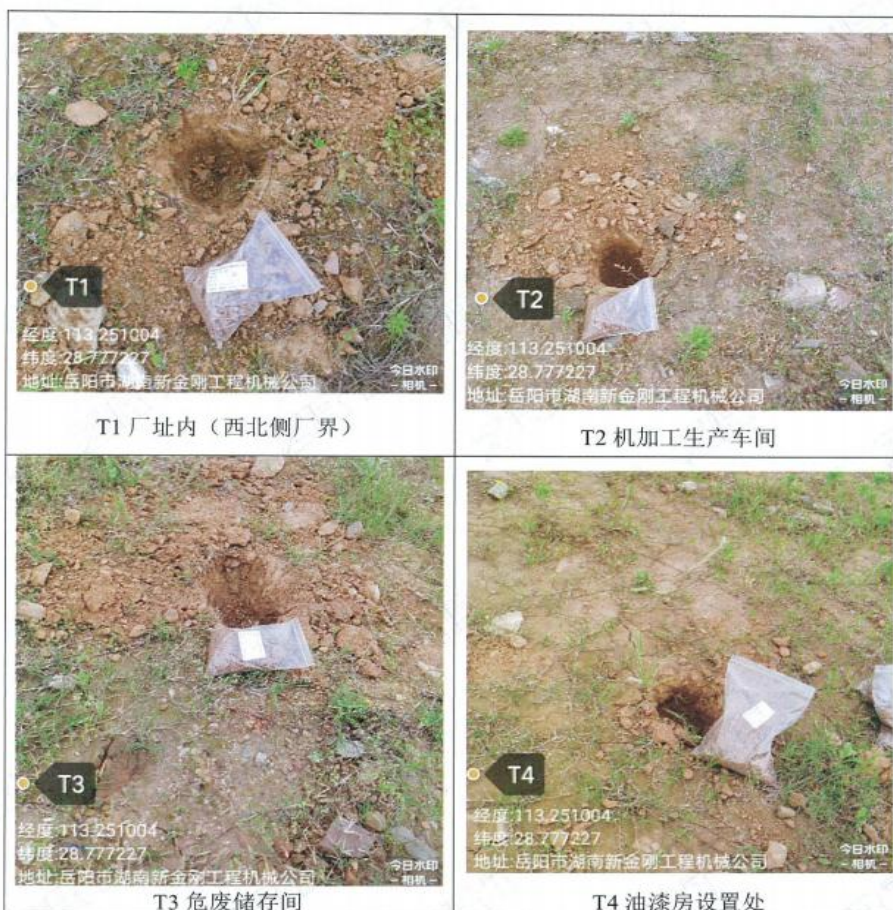 T1
经度:113.251004
纬度:28.777227
地址:岳阳市湖南新金刚工程机械公司
今日水印
- 相机 -
T1 厂址内（西北侧厂界）
T2
经度:113.251004
纬度:28.777227
地址:岳阳市湖南新金刚工程机械公司
今日水印
- 相机 -
T2 机加工生产车间
T3
经度:113.251004
纬度:28.777227
地址:岳阳市湖南新金刚工程机械公司
今日水印
- 相机 -
T3 危废储存间
T4
经度:113.251004
纬度:28.777227
地址:岳阳市湖南新金刚工程机械公司
今日水印
- 相机 -
T4 油漆房设置处